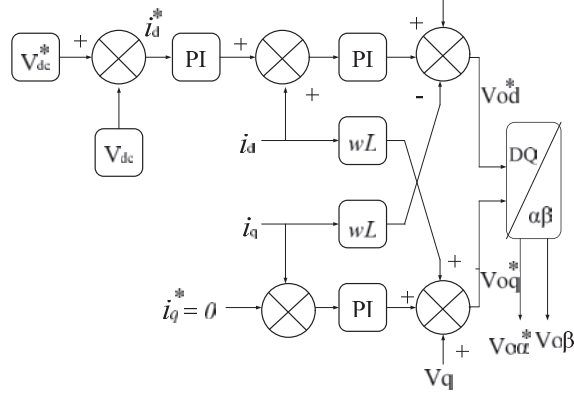 i*d
+ + +
V*dc PI PI
-
+ Vod*
Vdc
id wL DQ
αβ
iq wL
+ Voq*
i*q = 0 PI +
Voα* Voβ
+
Vq